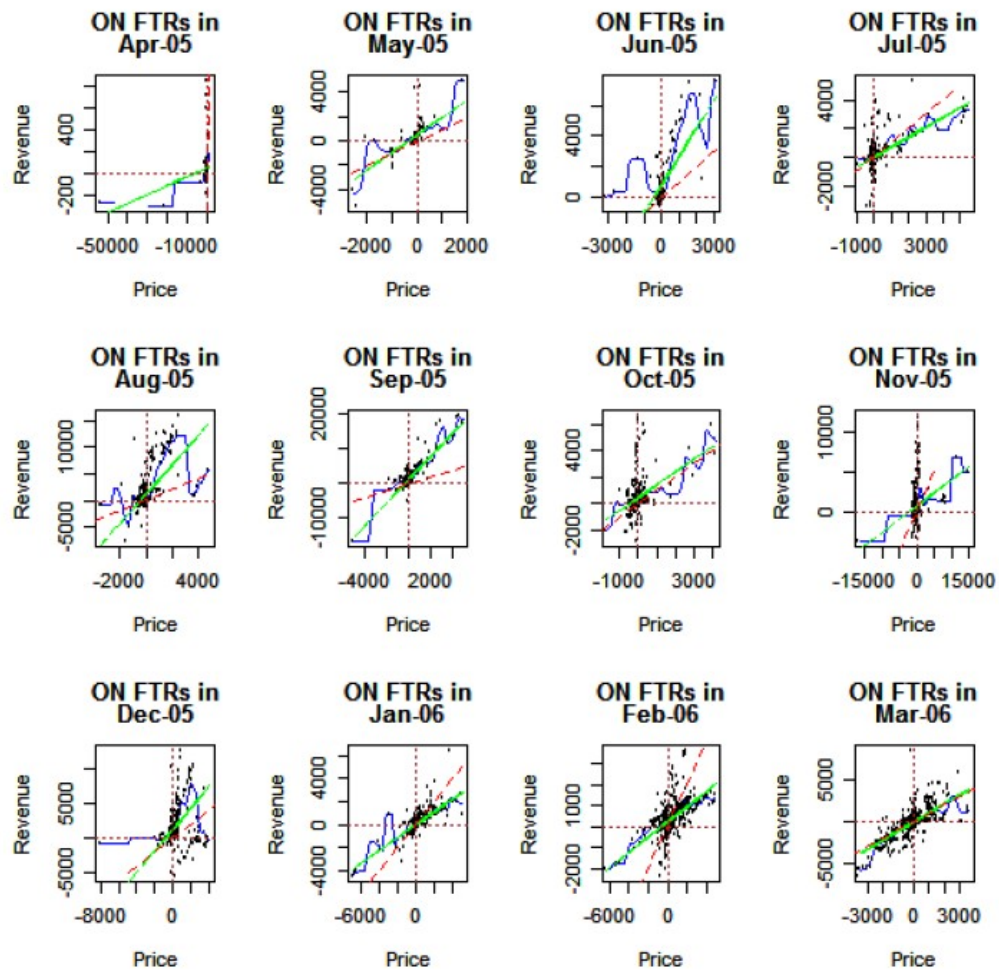 ON FTRs in
Apr-05
ON FTRs in
May-05
ON FTRs in
Jun-05
ON FTRs in
Jul-05
Revenue
400
-200
-50000 -10000
Price
Revenue
4000
0
-4000
-2000 0 2000
Price
Revenue
4000
0
-3000 0 3000
Price
Revenue
4000
-2000
-1000 3000
Price
ON FTRs in
Aug-05
ON FTRs in
Sep-05
ON FTRs in
Oct-05
ON FTRs in
Nov-05
Revenue
10000
-5000
-2000 4000
Price
Revenue
20000
-10000
-4000 2000
Price
Revenue
4000
-2000
-1000 3000
Price
Revenue
10000
0
-15000 0 15000
Price
ON FTRs in
Dec-05
ON FTRs in
Jan-06
ON FTRs in
Feb-06
ON FTRs in
Mar-06
Revenue
5000
-5000
-8000 0
Price
Revenue
4000
0
-4000
-6000 0
Price
Revenue
1000
-2000
-6000 0
Price
Revenue
5000
-5000
-3000 0 3000
Price